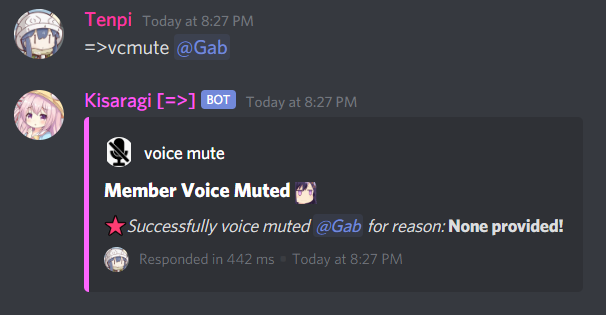 Tenpi Today at 8:27 PM
=>vcmute @Gab
Kisaragi [=>] BOT Today at 8:27 PM
voice mute
Member Voice Muted
Successfully voice muted @Gab for reason: None provided!
Responded in 442 ms • Today at 8:27 PM